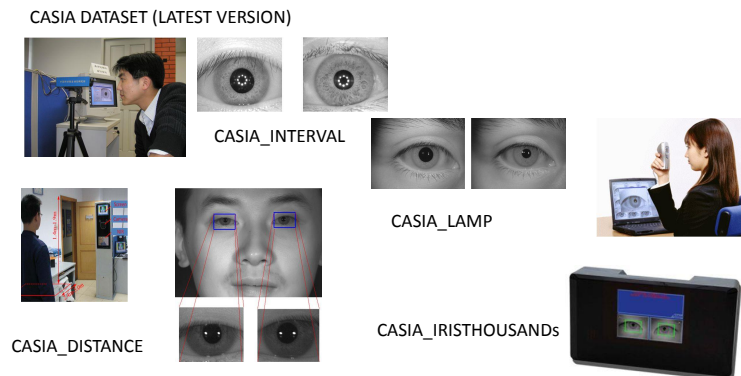 CASIA DATASET (LATEST VERSION)
CASIA_INTERVAL
CASIA_LAMP
CASIA_DISTANCE
CASIA_IRISTHOUSANDs